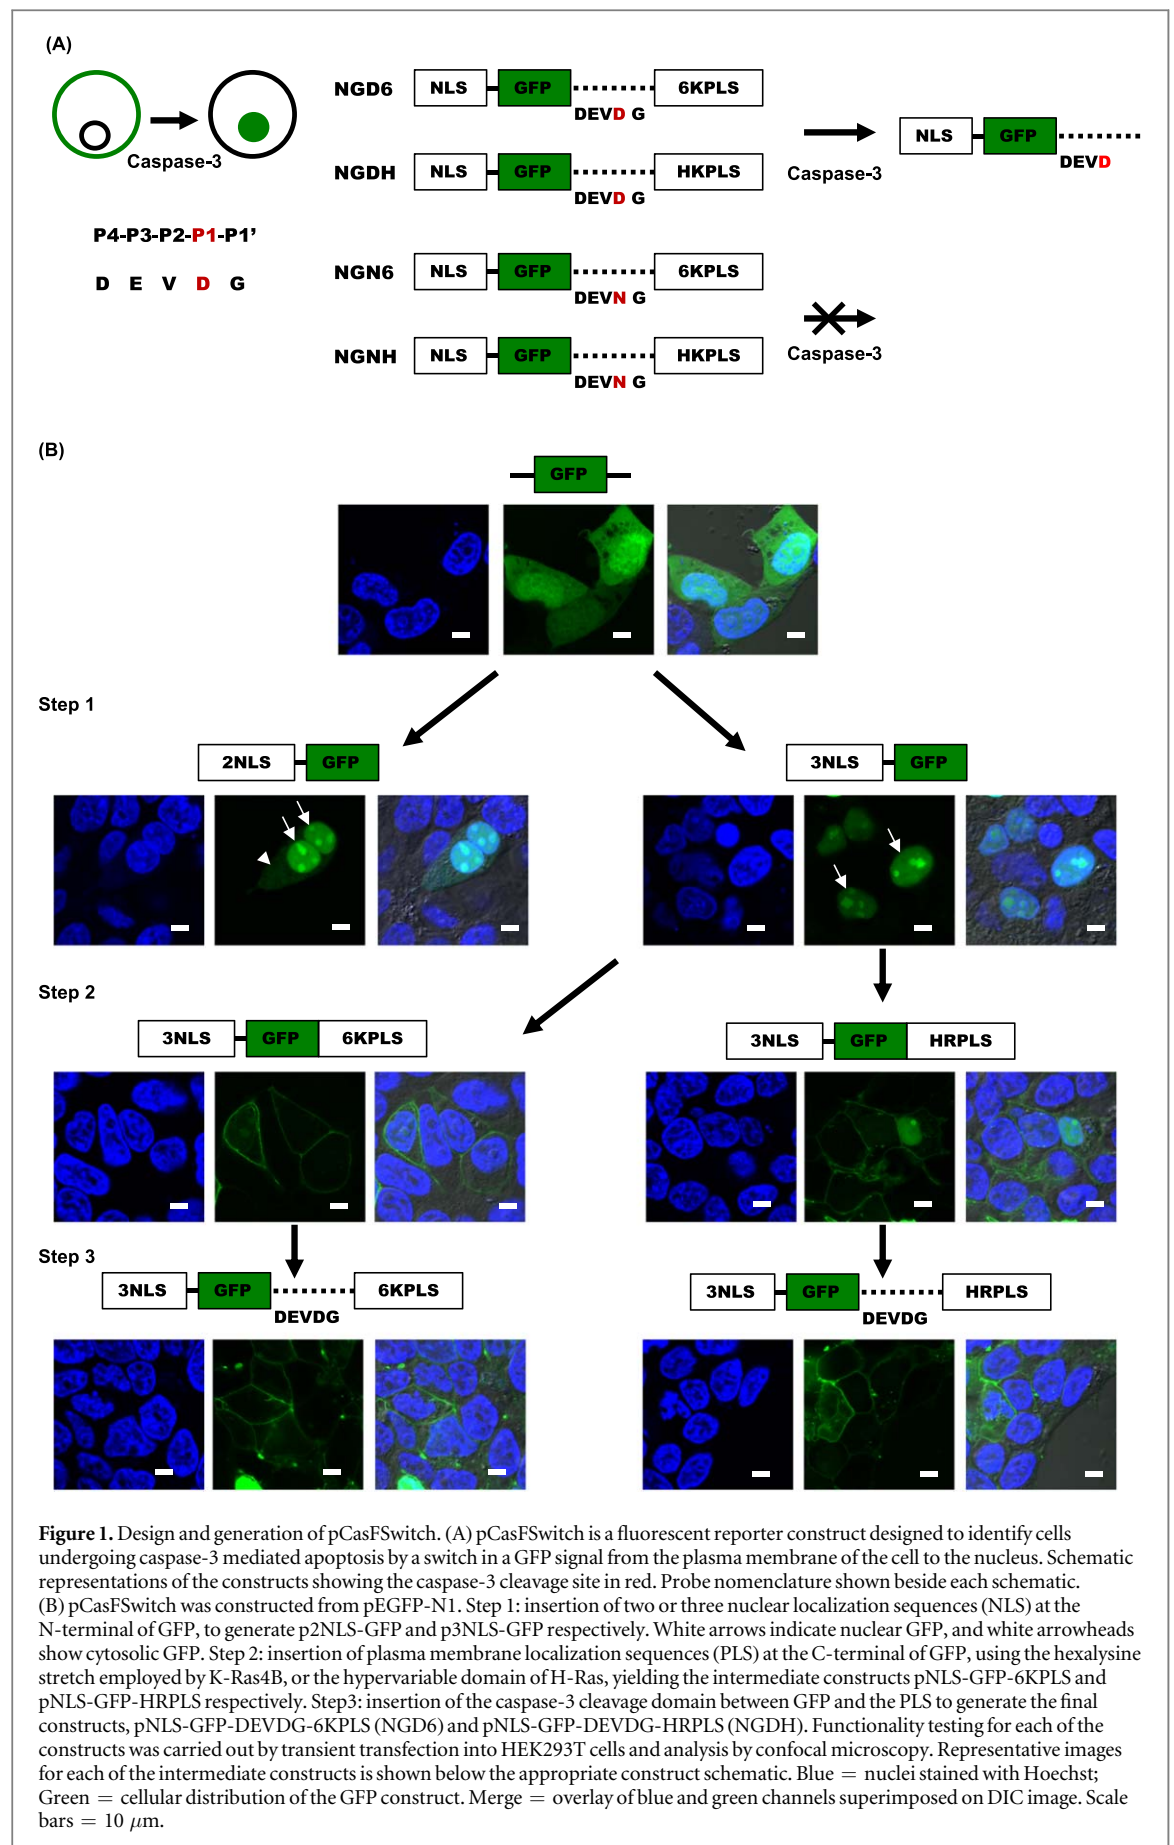 (A)
NGD6 NLS GFP 6KPLS
DEVD G
Caspase-3
NLS GFP
DEVD
NGDH NLS GFP HKPLS
DEVD G
Caspase-3
P4-P3-P2-P1-P1’
D E V D G
NGN6 NLS GFP 6KPLS
DEVN G
NGNH NLS GFP HKPLS
DEVN G
Caspase-3
(B)
GFP
Step 1
2NLS GFP
3NLS GFP
Step 2
3NLS GFP 6KPLS
3NLS GFP HRPLS
Step 3
3NLS GFP 6KPLS
DEVDG
3NLS GFP HRPLS
DEVDG
Figure 1. Design and generation of pCasFSwitch. (A) pCasFSwitch is a fluorescent reporter construct designed to identify cells
undergoing caspase-3 mediated apoptosis by a switch in a GFP signal from the plasma membrane of the cell to the nucleus. Schematic
representations of the constructs showing the caspase-3 cleavage site in red. Probe nomenclature shown beside each schematic.
(B) pCasFSwitch was constructed from pEGFP-N1. Step 1: insertion of two or three nuclear localization sequences (NLS) at the
N-terminal of GFP, to generate p2NLS-GFP and p3NLS-GFP respectively. White arrows indicate nuclear GFP, and white arrowheads
show cytosolic GFP. Step 2: insertion of plasma membrane localization sequences (PLS) at the C-terminal of GFP, using the hexalysine
stretch employed by K-Ras4B, or the hypervariable domain of H-Ras, yielding the intermediate constructs pNLS-GFP-6KPLS and
pNLS-GFP-HRPLS respectively. Step3: insertion of the caspase-3 cleavage domain between GFP and the PLS to generate the final
constructs, pNLS-GFP-DEVDG-6KPLS (NGD6) and pNLS-GFP-DEVDG-HRPLS (NGDH). Functionality testing for each of the
constructs was carried out by transient transfection into HEK293T cells and analysis by confocal microscopy. Representative images
for each of the intermediate constructs is shown below the appropriate construct schematic. Blue = nuclei stained with Hoechst;
Green = cellular distribution of the GFP construct. Merge = overlay of blue and green channels superimposed on DIC image. Scale
bars = 10 μm.